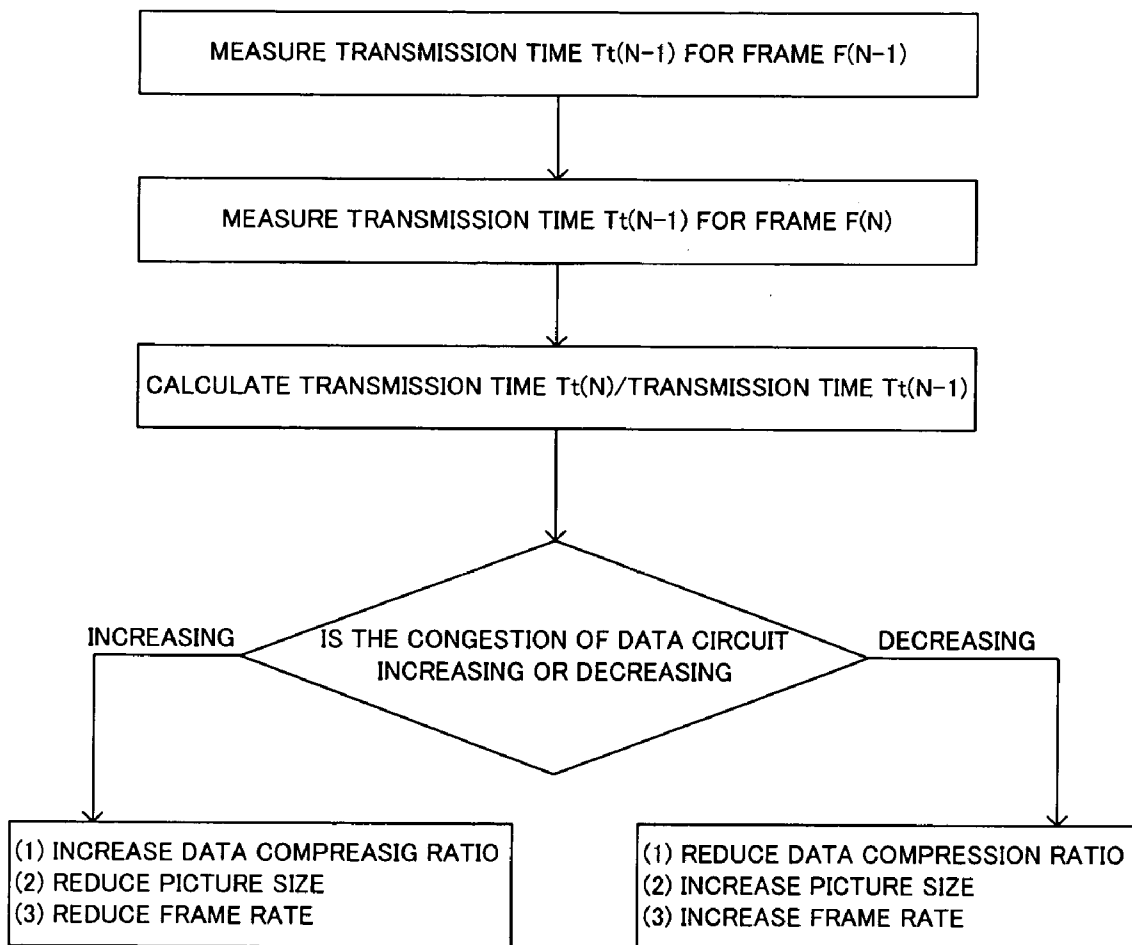 MEASURE TRANSMISSION TIME Tt(N-1) FOR FRAME F(N-1)
MEASURE TRANSMISSION TIME Tt(N-1) FOR FRAME F(N)
CALCULATE TRANSMISSION TIME Tt(N)/TRANSMISSION TIME Tt(N-1)
INCREASING
IS THE CONGESTION OF DATA CIRCUIT
INCREASING OR DECREASING
DECREASING
(1) INCREASE DATA COMPREASIG RATIO
(2) REDUCE PICTURE SIZE
(3) REDUCE FRAME RATE
(1) REDUCE DATA COMPRESSION RATIO
(2) INCREASE PICTURE SIZE
(3) INCREASE FRAME RATE